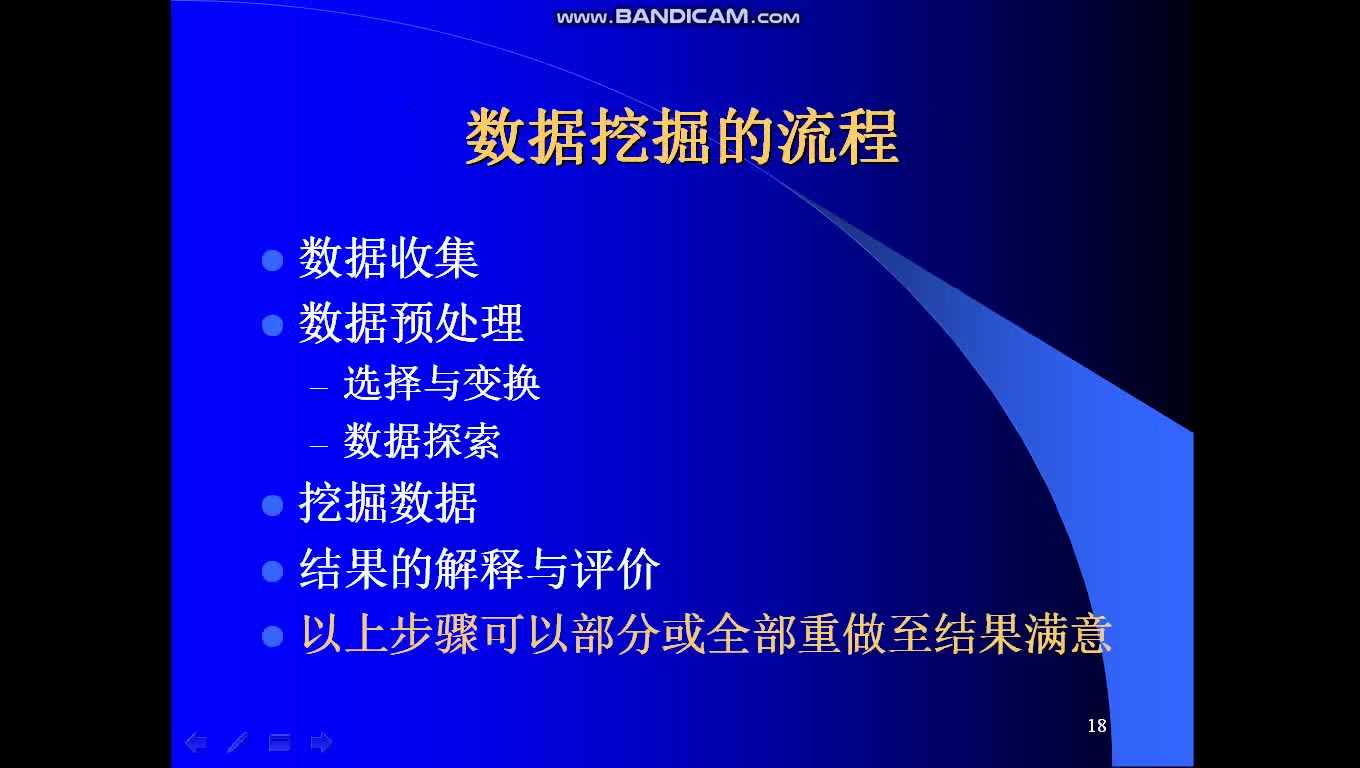 www.BANDICAM.com
数据挖掘的流程
数据收集
数据预处理
– 选择与变换
– 数据探索
挖掘数据
结果的解释与评价
以上步骤可以部分或全部重做至结果满意
18